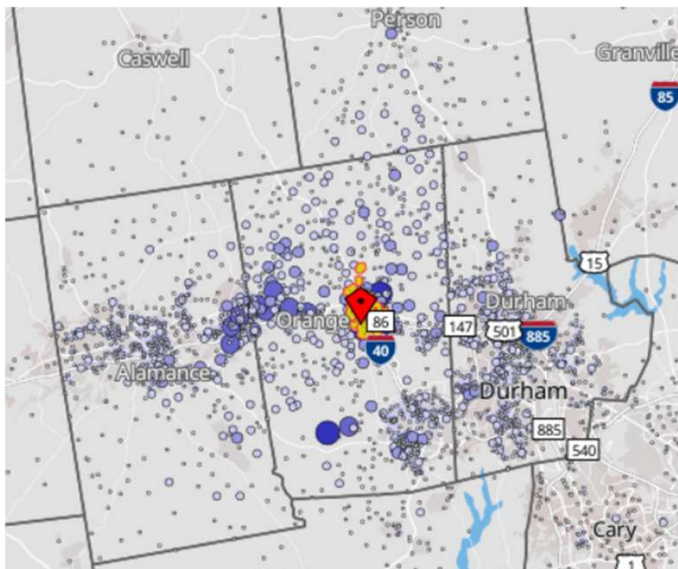 Person
Caswell
Granville
85
15
Durham
Orange
86
147
501
885
40
Alamance
Durham
885
540
Cary
1